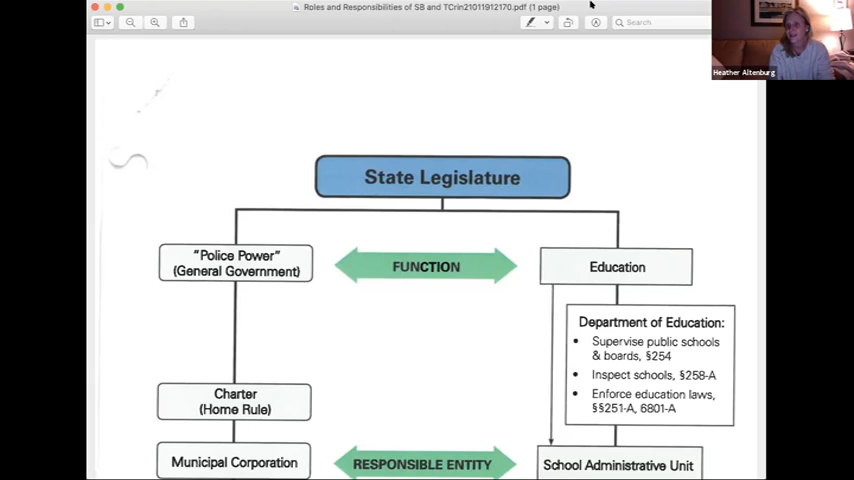 Roles and Responsibilities of SB and TCrin21011912170.pdf (1 page)
Search
Heather Altenburg
State Legislature
"Police Power"
(General Government)
FUNCTION
Education
Department of Education:
• Supervise public schools
& boards, §254
• Inspect schools, §258-A
• Enforce education laws,
§§251-A, 6801-A
Charter
(Home Rule)
Municipal Corporation
RESPONSIBLE ENTITY
School Administrative Unit